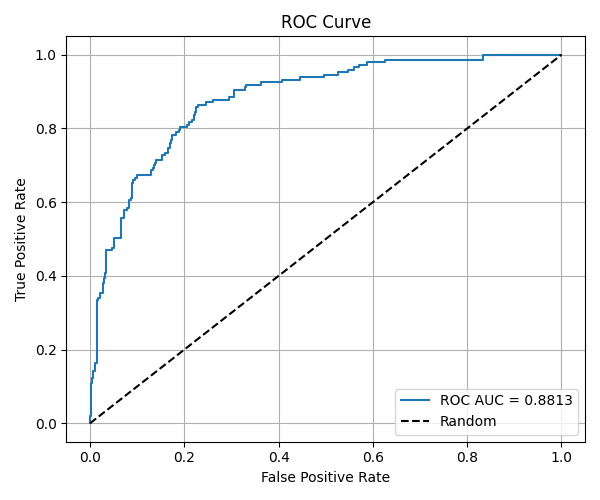 ROC Curve
1.0
0.8
0.6
0.4
0.2
0.0
True Positive Rate
0.0 0.2 0.4 0.6 0.8 1.0
False Positive Rate
ROC AUC = 0.8813
Random